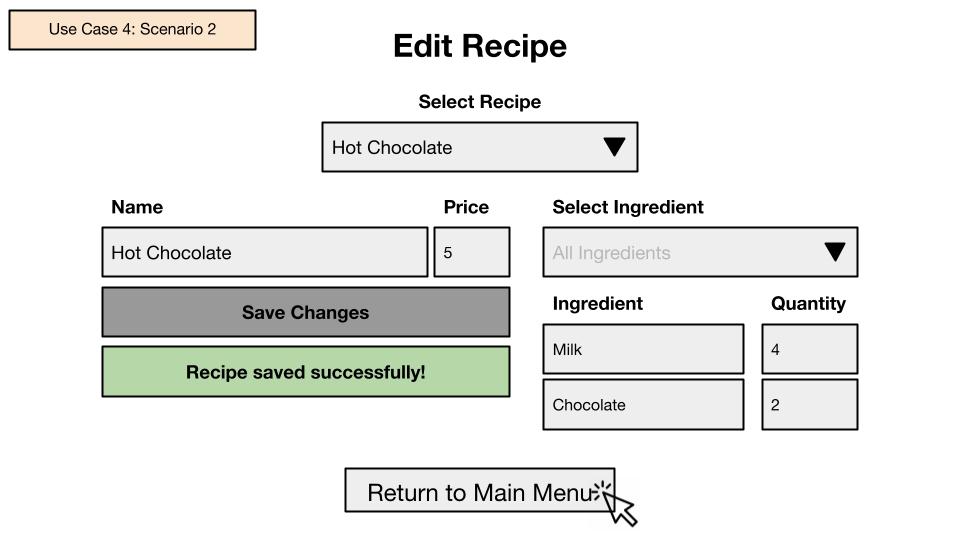 Use Case 4: Scenario 2
Edit Recipe
Select Recipe
Hot Chocolate
Name
Price
Hot Chocolate
5
Save Changes
Recipe saved successfully!
Select Ingredient
All Ingredients
Ingredient
Quantity
Milk
4
Chocolate
2
Return to Main Menu